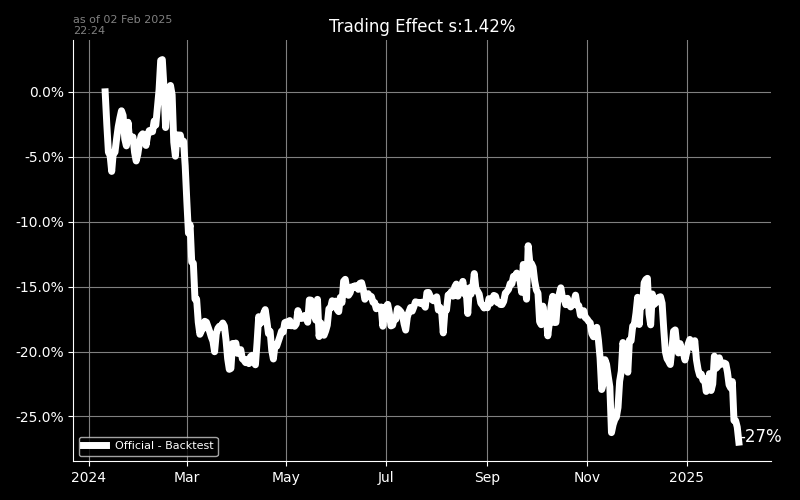 as of 02 Feb 2025
22:24
Trading Effect s:1.42%
0.0%
-5.0%
-10.0%
-15.0%
-20.0%
-25.0%
-27%
Official - Backtest
2024 Mar May Jul Sep Nov 2025